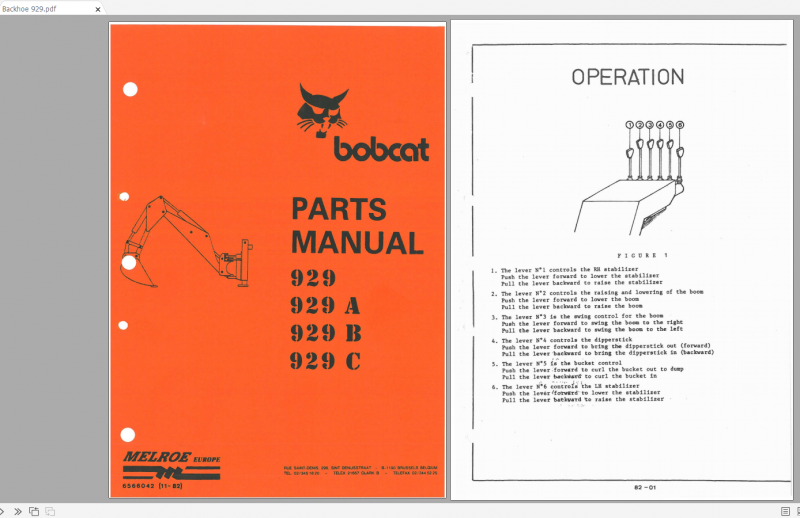 Backhoe 929.pdf
bobcat
PARTS
MANUAL
929
929 A
929 B
929 C
MELROE EUROPE
6566042 (11-82)
OPERATION
1 2 3 4 5 6
FIGURE 1
1. The lever N°1 controls the RH stabilizer
Push the lever forward to lower the stabilizer
Pull the lever backward to raise the stabilizer
2. The lever N°2 controls the raising and lowering of the boom
Push the lever forward to lower the boom
Pull the lever backward to raise the boom
3. The lever N°3 is the swing control for the boom
Push the lever forward to swing the boom to the right
Pull the lever backward to swing the boom to the left
4. The lever N°4 controls the dipperstick
Push the lever forward to bring the dipperstick out (forward)
Pull the lever backward to bring the dipperstick in (backward)
5. The lever N°5 is the bucket control
Push the lever forward to curl the bucket out to dump
Pull the lever backward to curl the bucket in
6. The lever N°6 controls the LH stabilizer
Push the lever forward to lower the stabilizer
Pull the lever backward to raise the stabilizer
82-01